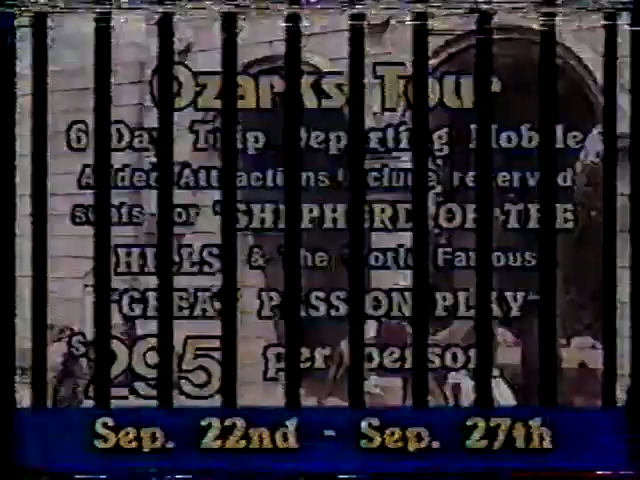 Ozarks Tour
6 Day Trip Departing Mobile
Added Attractions include reserved
seats for "SHEPHERD OF THE
HILLS" & the World Famous
"GREAT PASSION PLAY"
$295 per person
Sep. 22nd - Sep. 27th